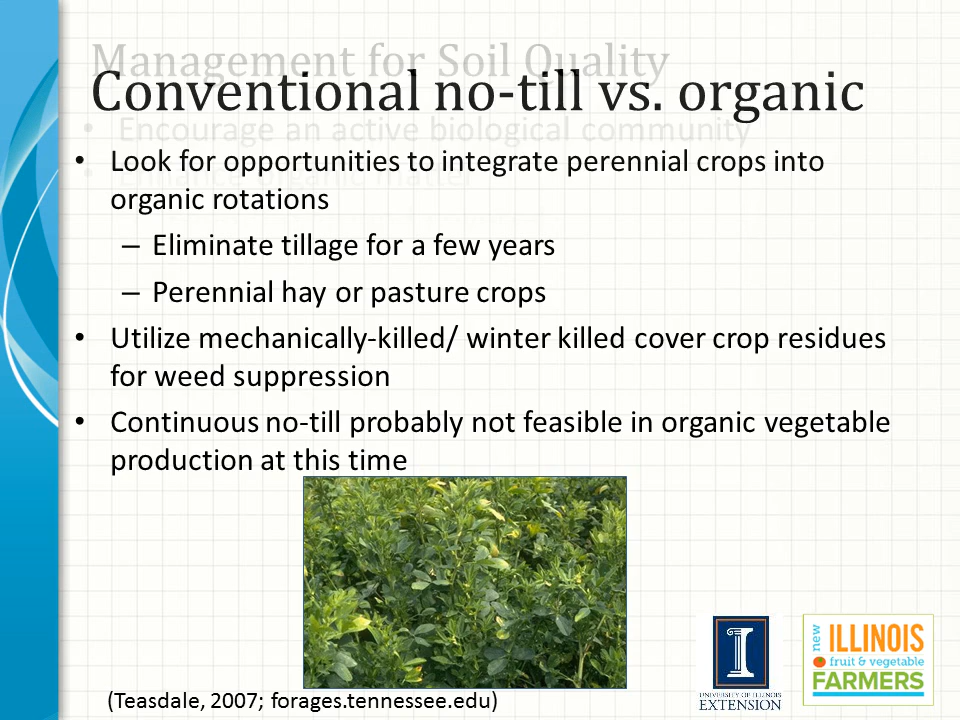 Management for Soil Quality
Conventional no-till vs. organic
• Encourage an active biological community
• Look for opportunities to integrate perennial crops into
organic rotations
– Eliminate tillage for a few years
– Perennial hay or pasture crops
• Utilize mechanically-killed/ winter killed cover crop residues
for weed suppression
• Continuous no-till probably not feasible in organic vegetable
production at this time
(Teasdale, 2007; forages.tennessee.edu)
I
UNIVERSITY OF ILLINOIS
EXTENSION
new
ILLINOIS
fruit & vegetable
FARMERS